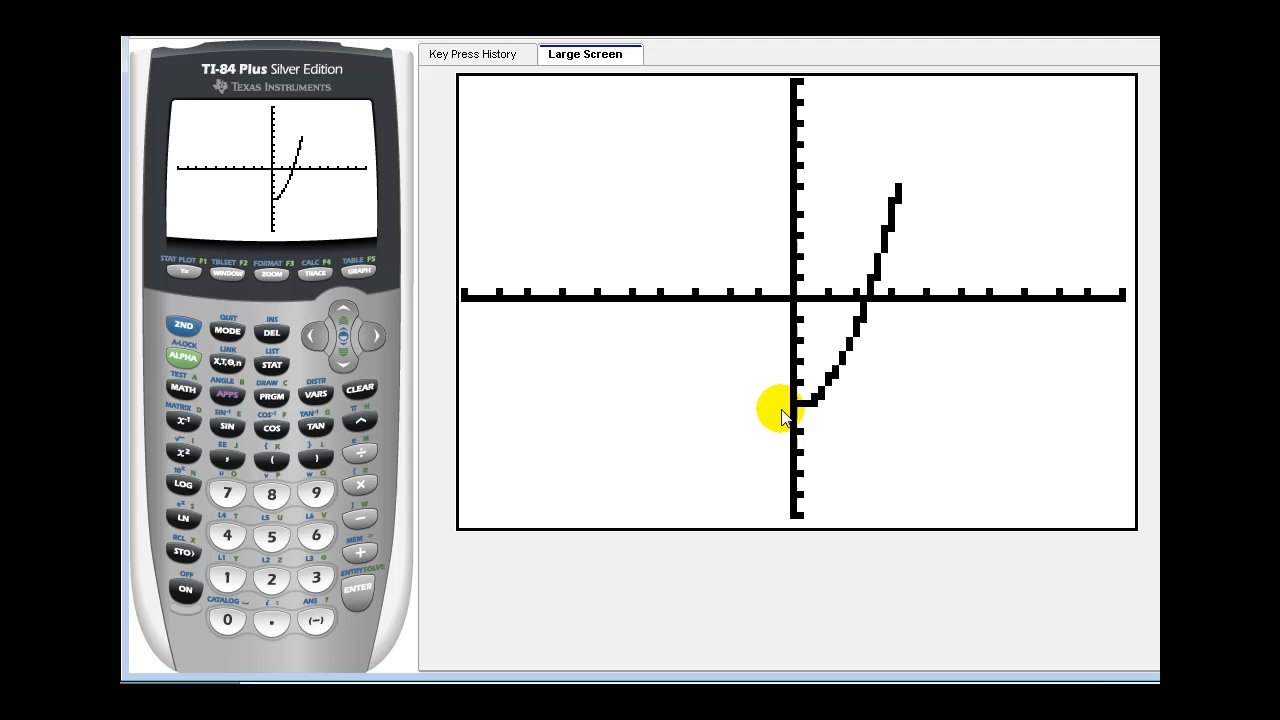 Key Press History
Large Screen
TI-84 Plus Silver Edition
TEXAS INSTRUMENTS
STAT PLOT F1 TBLSET F2 FORMAT F3 CALC F4 TABLE F5
Y= WINDOW ZOOM TRACE GRAPH
QUIT INS
2ND MODE DEL
A-LOCK LINK LIST
ALPHA X,T,Θ,n STAT
TEST A ANGLE B DRAW C DISTR
MATH APPS PRGM VARS CLEAR
MATRIX D SIN⁻¹ E COS⁻¹ F TAN⁻¹ G π H
x⁻¹ SIN COS TAN ^
√ I EE J { K } L e M
x² , ( ) ÷
10ˣ N u O v P w Q [ R
LOG 7 8 9 ×
eˣ S L4 T L5 U L6 V ] W
LN 4 5 6 −
RCL X L1 Y L2 Z L3 θ MEM "
STO› 1 2 3 +
OFF CATALOG i : ANS ? ENTRY SOLVE
ON 0 . (−) ENTER